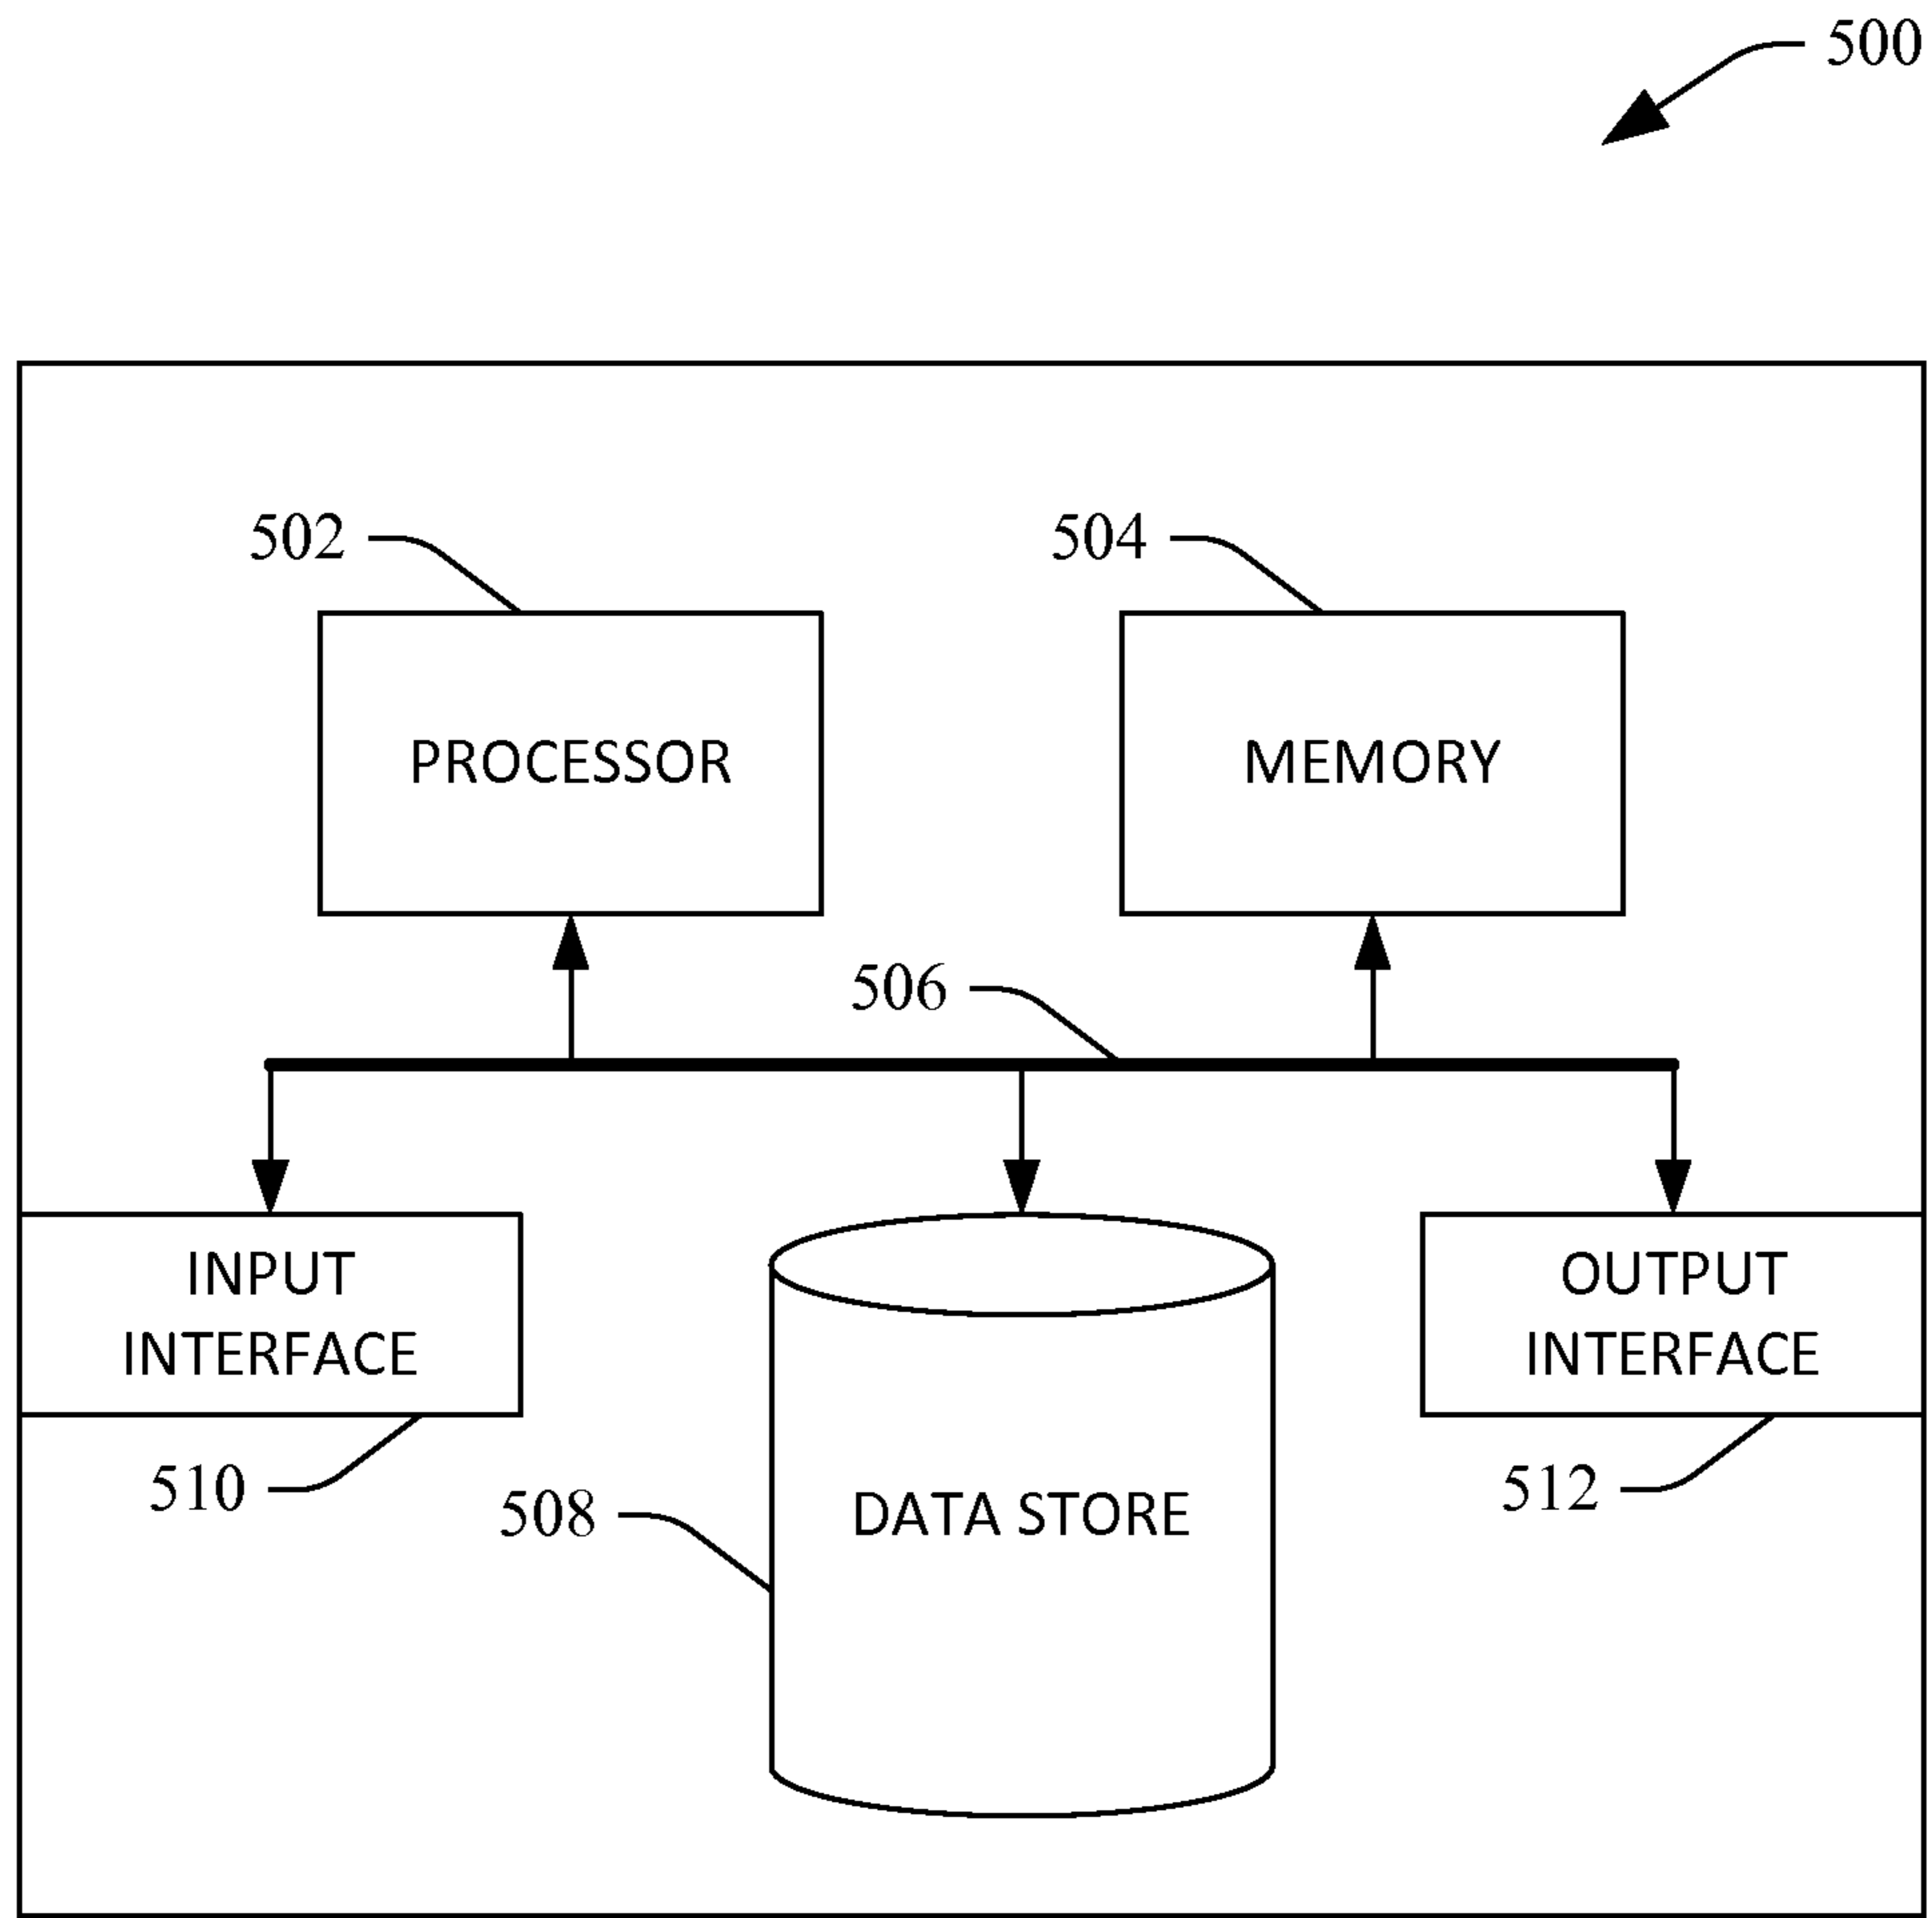 500
502
504
PROCESSOR
MEMORY
506
INPUT
INTERFACE
OUTPUT
INTERFACE
510
508
DATA STORE
512